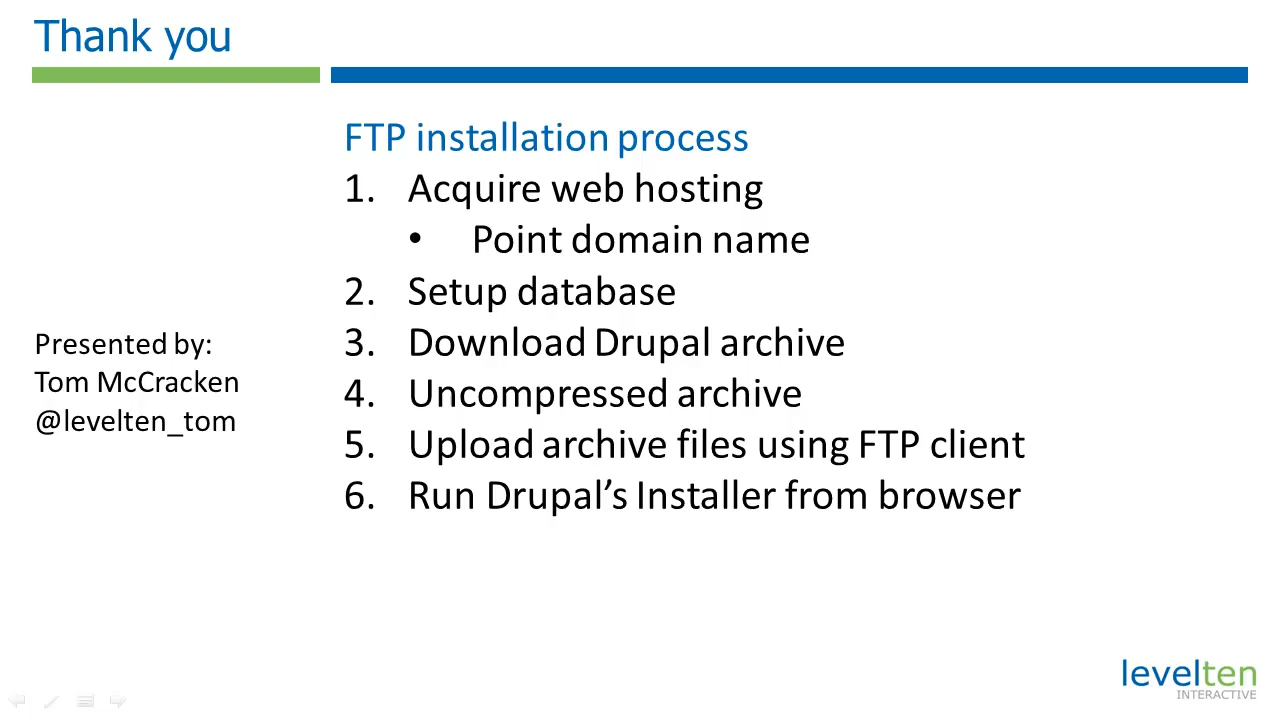 Thank you
FTP installation process
1. Acquire web hosting
• Point domain name
2. Setup database
3. Download Drupal archive
4. Uncompressed archive
5. Upload archive files using FTP client
6. Run Drupal’s Installer from browser
Presented by:
Tom McCracken
@levelten_tom
levelten
INTERACTIVE